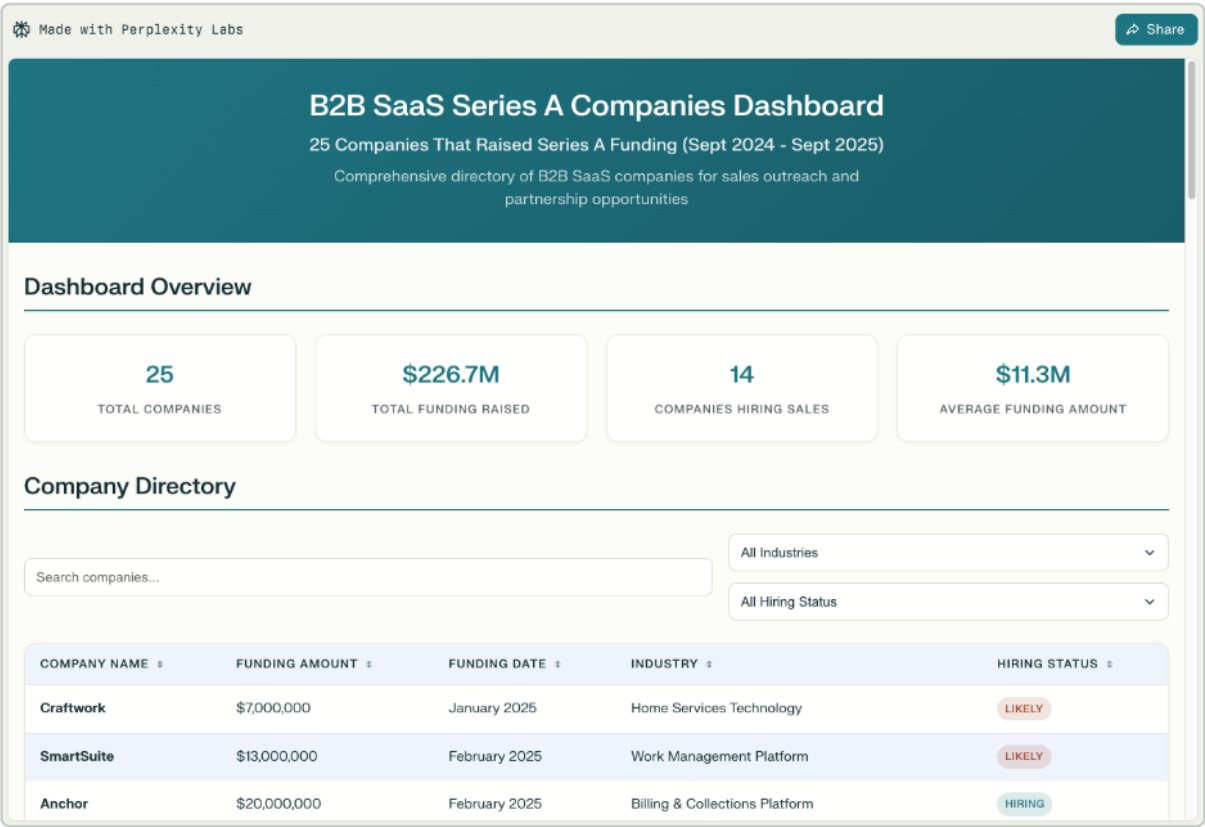 Made with Perplexity Labs
Share
B2B SaaS Series A Companies Dashboard
25 Companies That Raised Series A Funding (Sept 2024 - Sept 2025)
Comprehensive directory of B2B SaaS companies for sales outreach and
partnership opportunities
Dashboard Overview
25 $226.7M 14 $11.3M
TOTAL COMPANIES TOTAL FUNDING RAISED COMPANIES HIRING SALES AVERAGE FUNDING AMOUNT
Company Directory
All Industries
Search companies...
All Hiring Status
COMPANY NAME FUNDING AMOUNT FUNDING DATE INDUSTRY HIRING STATUS
Craftwork $7,000,000 January 2025 Home Services Technology LIKELY
SmartSuite $13,000,000 February 2025 Work Management Platform LIKELY
Anchor $20,000,000 February 2025 Billing & Collections Platform HIRING